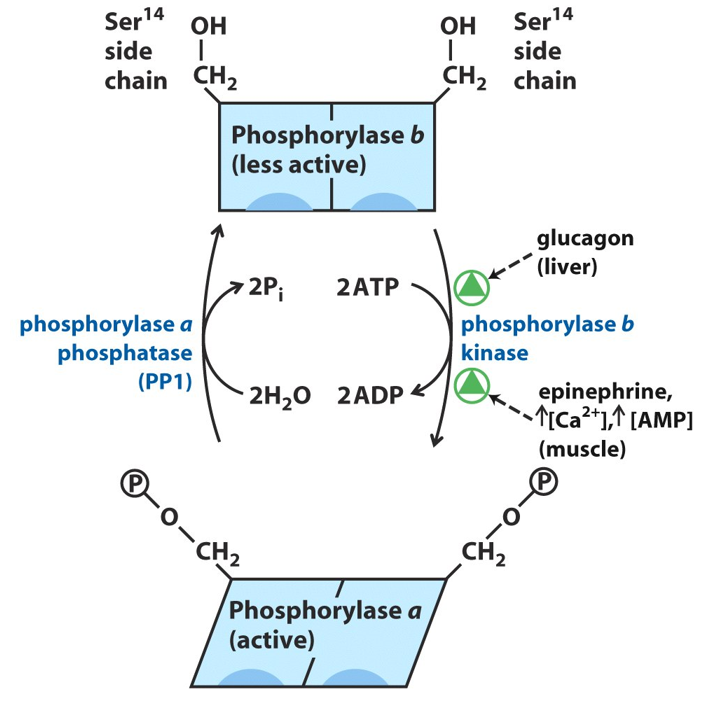 Ser¹⁴
side
chain
OH
CH₂
OH
CH₂
Ser¹⁴
side
chain
Phosphorylase b
(less active)
glucagon
(liver)
2Pᵢ
2ATP
phosphorylase a
phosphatase
(PP1)
phosphorylase b
kinase
2H₂O
2ADP
epinephrine,
↑[Ca²⁺],↑[AMP]
(muscle)
P
O
CH₂
P
O
CH₂
Phosphorylase a
(active)